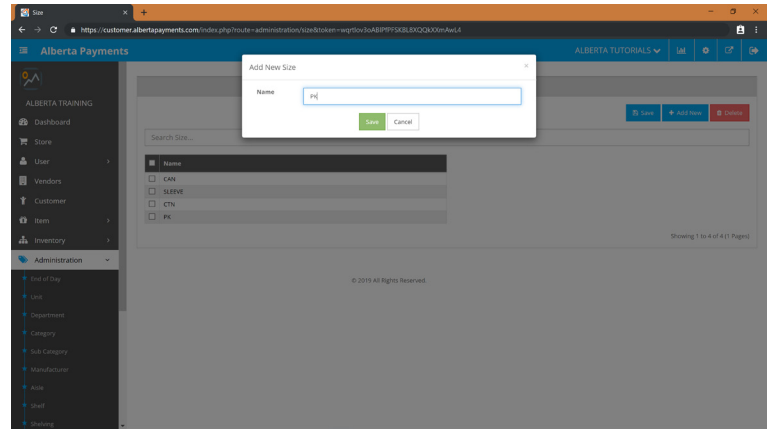 Size
https://customer.albertapayments.com/index.php?route=administration/size&token=wqrtlov3oABIPfPYSKBL8XQQkXXmAwL4
Alberta Payments
ALBERTA TUTORIALS
Add New Size
Name
PK
Save Cancel
ALBERTA TRAINING
Dashboard
Store
User
Vendors
Customer
Item
Inventory
Administration
End of Day
Unit
Department
Category
Sub Category
Manufacturer
Aisle
Shelf
Shelving
Save Add New Delete
Search Size...
Name
CAN
SLEEVE
CTN
PK
Showing 1 to 4 of 4 (1 Pages)
© 2019 All Rights Reserved.